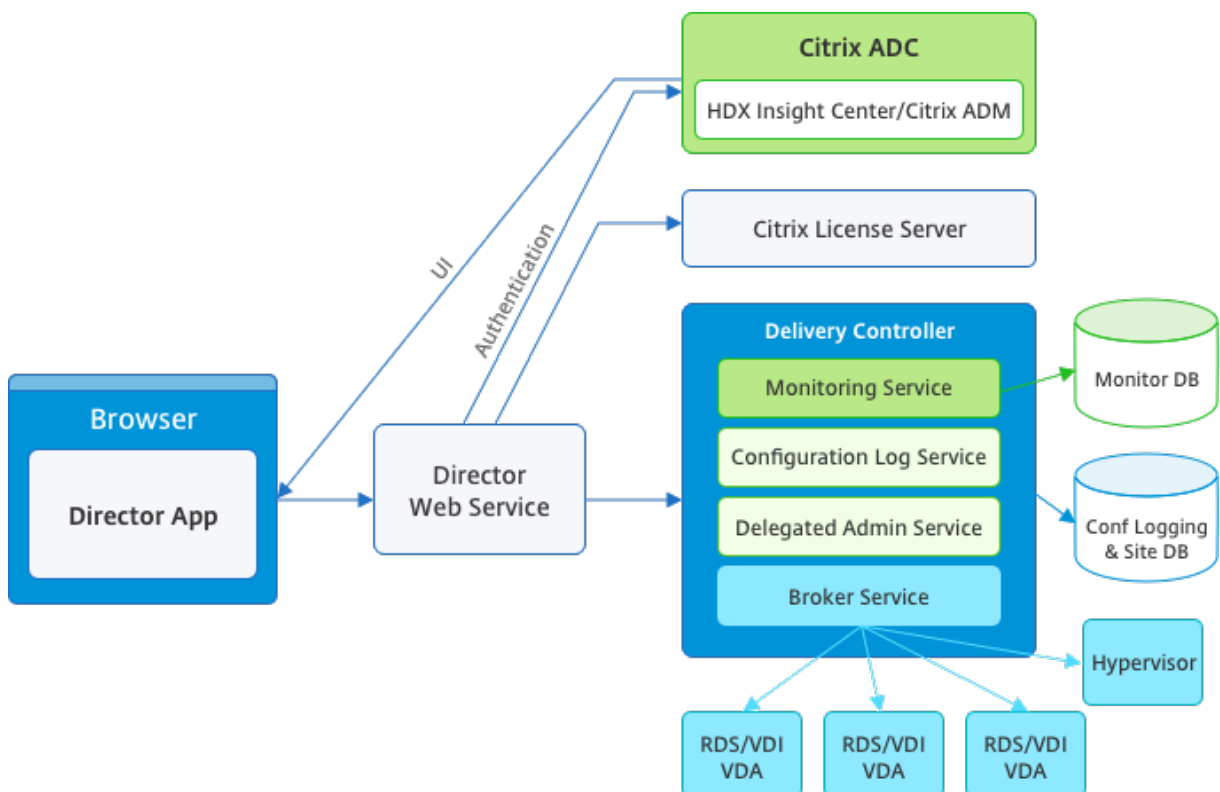 Citrix ADC
HDX Insight Center/Citrix ADM
UI
Authentication
Citrix License Server
Browser
Director App
Director
Web Service
Delivery Controller
Monitoring Service
Configuration Log Service
Delegated Admin Service
Broker Service
Monitor DB
Conf Logging
& Site DB
Hypervisor
RDS/VDI
VDA
RDS/VDI
VDA
RDS/VDI
VDA